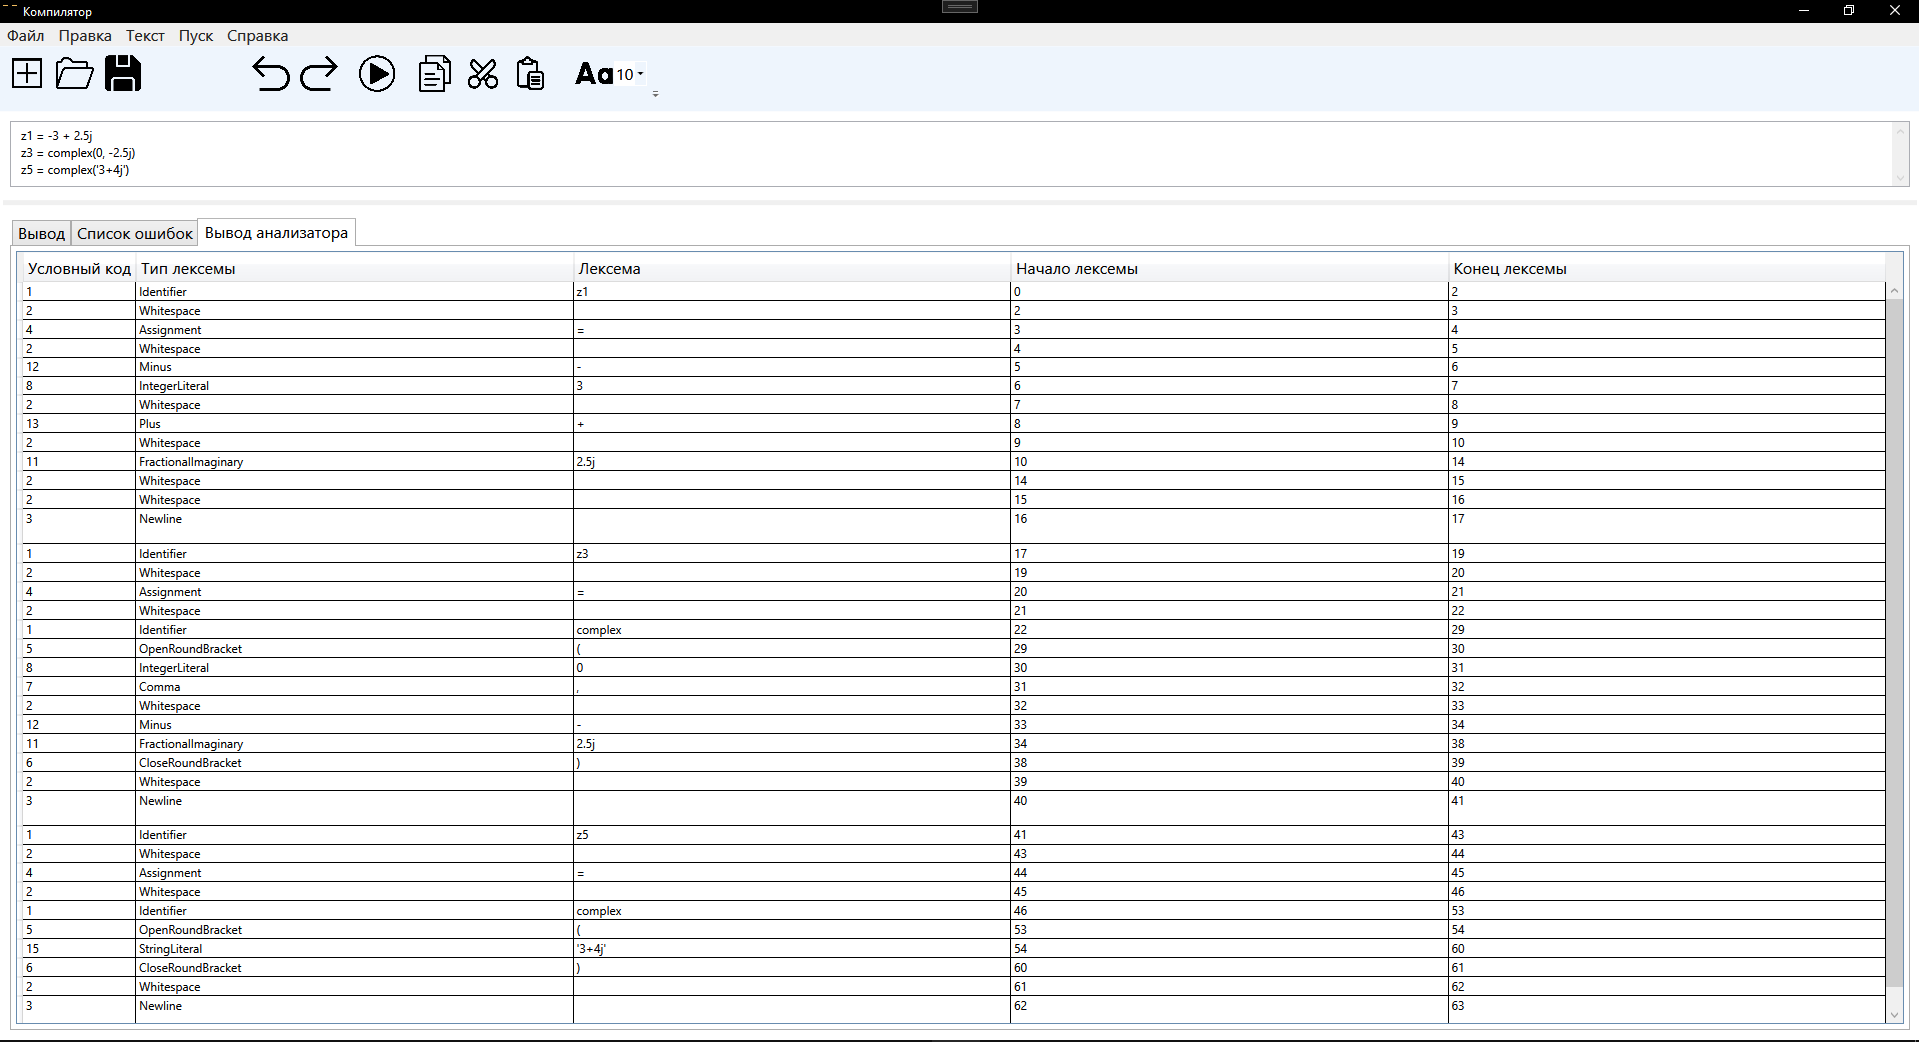 Компилятор
Файл Правка Текст Пуск Справка
Aa 10
z1 = -3 + 2.5j
z3 = complex(0, -2.5j)
z5 = complex('3+4j')
Вывод Список ошибок Вывод анализатора
Условный код Тип лексемы Лексема Начало лексемы Конец лексемы
1 Identifier z1 0 2
2 Whitespace 2 3
4 Assignment = 3 4
2 Whitespace 4 5
12 Minus - 5 6
8 IntegerLiteral 3 6 7
2 Whitespace 7 8
13 Plus + 8 9
2 Whitespace 9 10
11 FractionalImaginary 2.5j 10 14
2 Whitespace 14 15
2 Whitespace 15 16
3 Newline 16 17
1 Identifier z3 17 19
2 Whitespace 19 20
4 Assignment = 20 21
2 Whitespace 21 22
1 Identifier complex 22 29
5 OpenRoundBracket ( 29 30
8 IntegerLiteral 0 30 31
7 Comma , 31 32
2 Whitespace 32 33
12 Minus - 33 34
11 FractionalImaginary 2.5j 34 38
6 CloseRoundBracket ) 38 39
2 Whitespace 39 40
3 Newline 40 41
1 Identifier z5 41 43
2 Whitespace 43 44
4 Assignment = 44 45
2 Whitespace 45 46
1 Identifier complex 46 53
5 OpenRoundBracket ( 53 54
15 StringLiteral '3+4j' 54 60
6 CloseRoundBracket ) 60 61
2 Whitespace 61 62
3 Newline 62 63